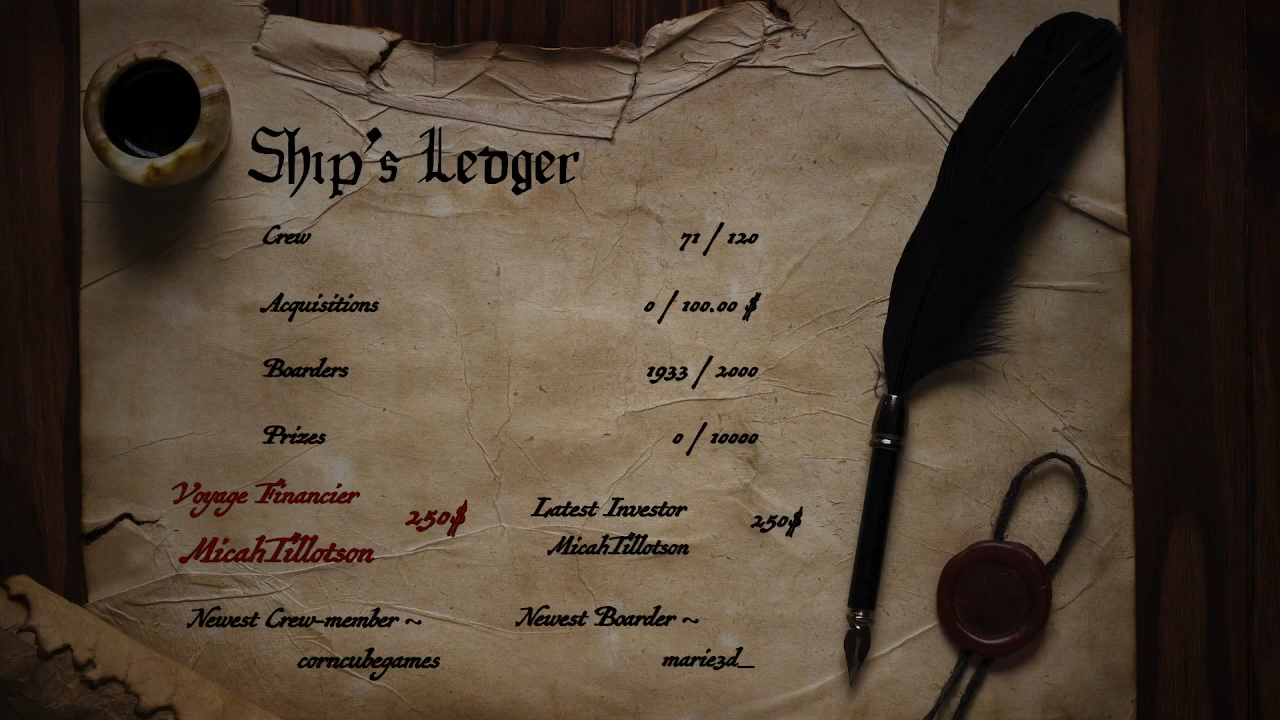 Ship's Ledger
Crew 71 / 120
Acquisitions 0 / 100.00 $
Boarders 1933 / 2000
Prizes 0 / 10000
Voyage Financier 250$
MicahTillotson
Latest Investor 250$
MicahTillotson
Newest Crew-member ~
corncubegames
Newest Boarder ~
marie3d_